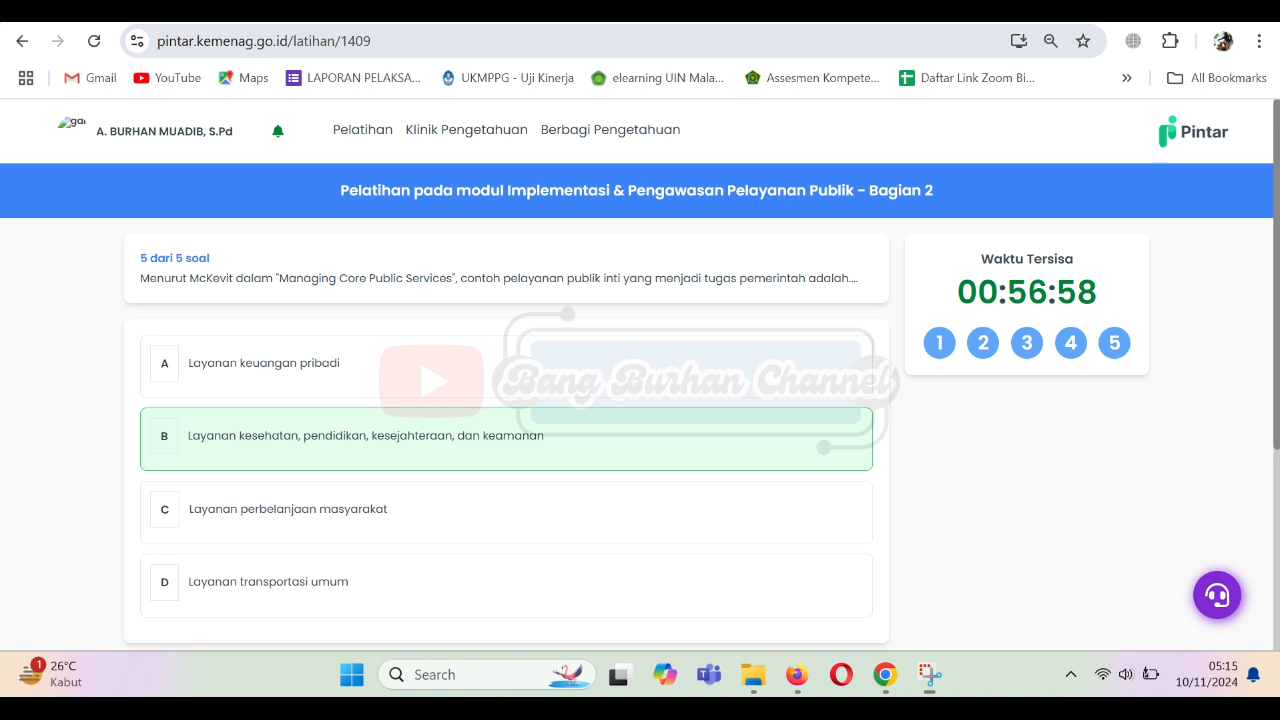 pintar.kemenag.go.id/latihan/1409
Gmail
YouTube
Maps
LAPORAN PELAKSA...
UKMPPG - Uji Kinerja
elearning UIN Mala...
Assesmen Kompete...
Daftar Link Zoom Bi...
»
All Bookmarks
A. BURHAN MUADIB, S.Pd
Pelatihan
Klinik Pengetahuan
Berbagi Pengetahuan
Pintar
Pelatihan pada modul Implementasi & Pengawasan Pelayanan Publik - Bagian 2
5 dari 5 soal
Menurut McKevit dalam "Managing Core Public Services", contoh pelayanan publik inti yang menjadi tugas pemerintah adalah....
Waktu Tersisa
00:56:58
1 2 3 4 5
A Layanan keuangan pribadi
Bang Burhan Channel
B Layanan kesehatan, pendidikan, kesejahteraan, dan keamanan
C Layanan perbelanjaan masyarakat
D Layanan transportasi umum
1
26°C
Kabut
Search
05:15
10/11/2024